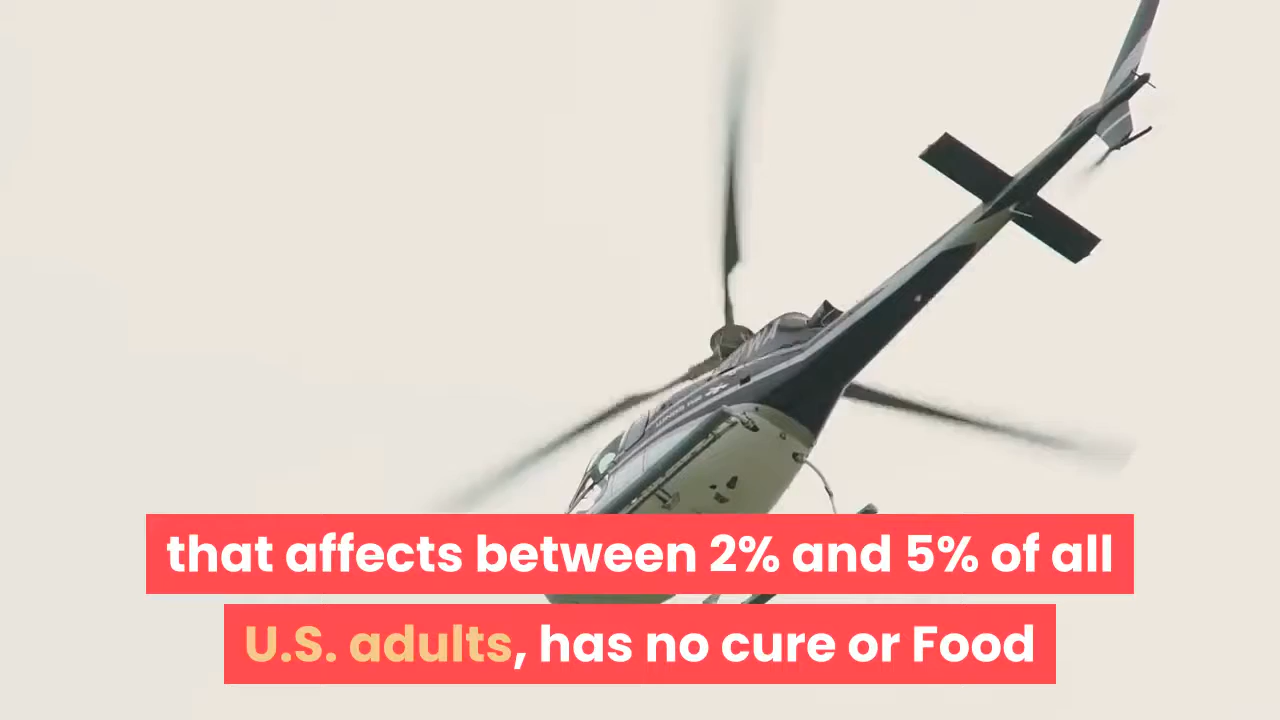 that affects between 2% and 5% of all
U.S. adults, has no cure or Food